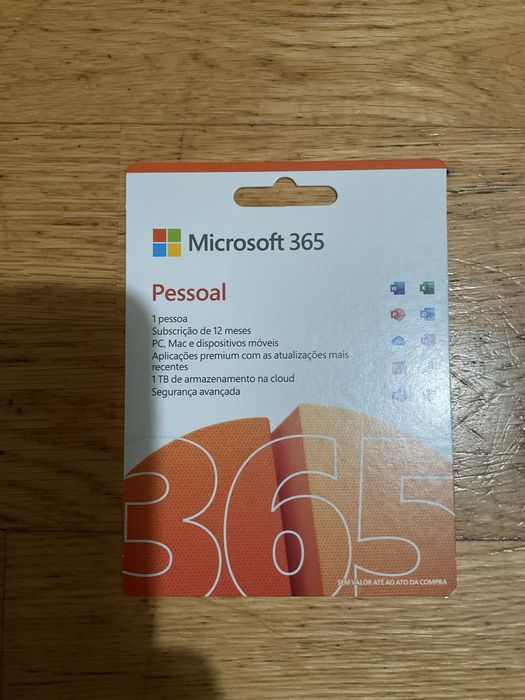 Microsoft 365
Pessoal
1 pessoa
Subscrição de 12 meses
PC, Mac e dispositivos móveis
Aplicações premium com as atualizações mais
recentes
1 TB de armazenamento na cloud
Segurança avançada
365
SEM VALOR ATÉ AO ATO DA COMPRA